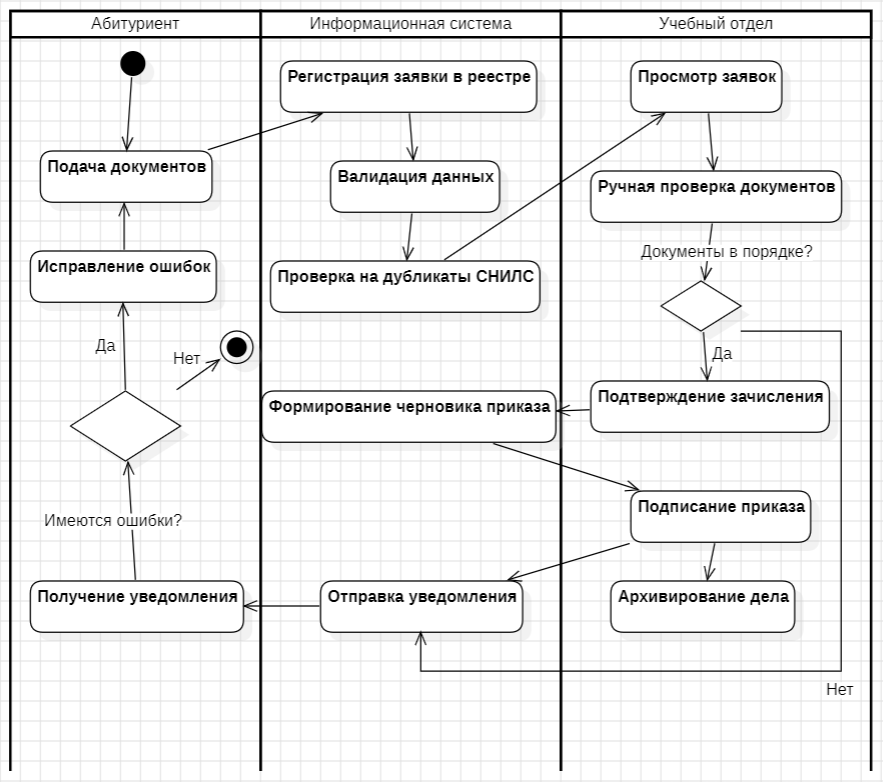 Абитуриент
Информационная система
Учебный отдел
Регистрация заявки в реестре
Просмотр заявок
Подача документов
Валидация данных
Ручная проверка документов
Документы в порядке?
Исправление ошибок
Проверка на дубликаты СНИЛС
Да
Нет
Да
Формирование черновика приказа
Подтверждение зачисления
Подписание приказа
Имеются ошибки?
Получение уведомления
Отправка уведомления
Архивирование дела
Нет